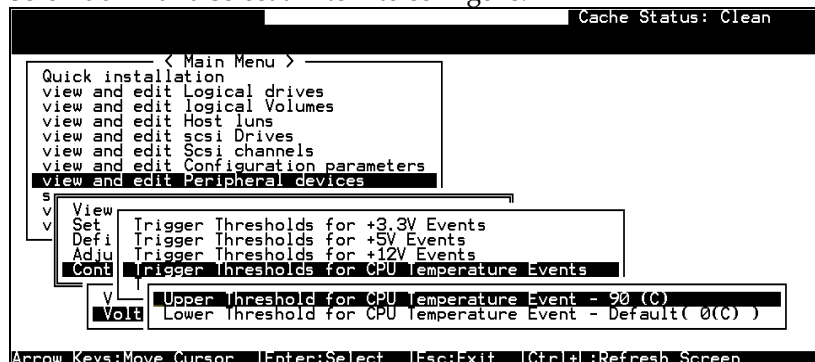 Cache Status: Clean
< Main Menu >
Quick installation
view and edit Logical drives
view and edit logical Volumes
view and edit Host luns
view and edit scsi Drives
view and edit Scsi channels
view and edit Configuration parameters
view and edit Peripheral devices
s
v View
v Set Trigger Thresholds for +3.3V Events
Defi Trigger Thresholds for +5V Events
Adju Trigger Thresholds for +12V Events
Cont Trigger Thresholds for CPU Temperature Events
V Upper Threshold for CPU Temperature Event - 90 (C)
Volt Lower Threshold for CPU Temperature Event - Default( 0(C) )
Arrow Keys:Move Cursor |Enter:Select |Esc:Exit |Ctrl+L:Refresh Screen